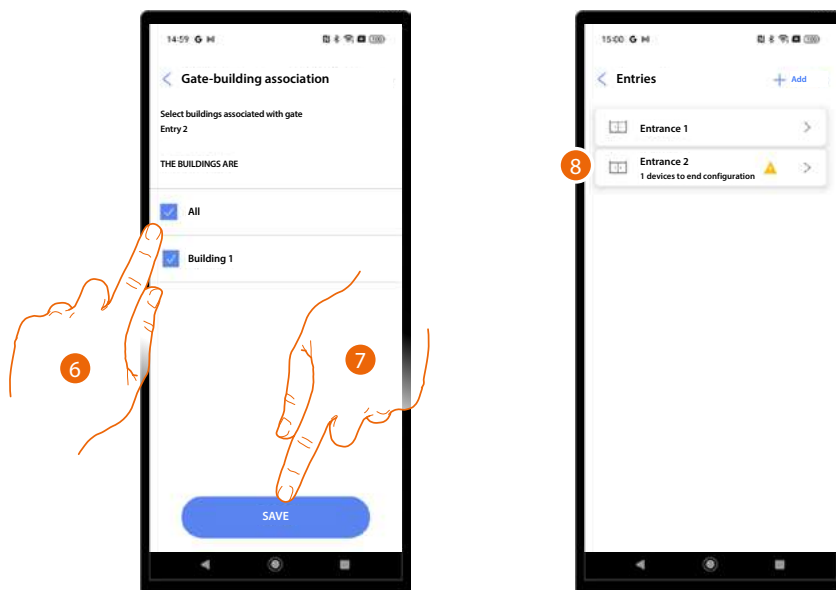 14:59 G
Gate-building association
Select buildings associated with gate
Entry 2
THE BUILDINGS ARE
All
Building 1
6
7
SAVE
15:00 G
Entries
+ Add
Entrance 1
8
Entrance 2
1 devices to end configuration